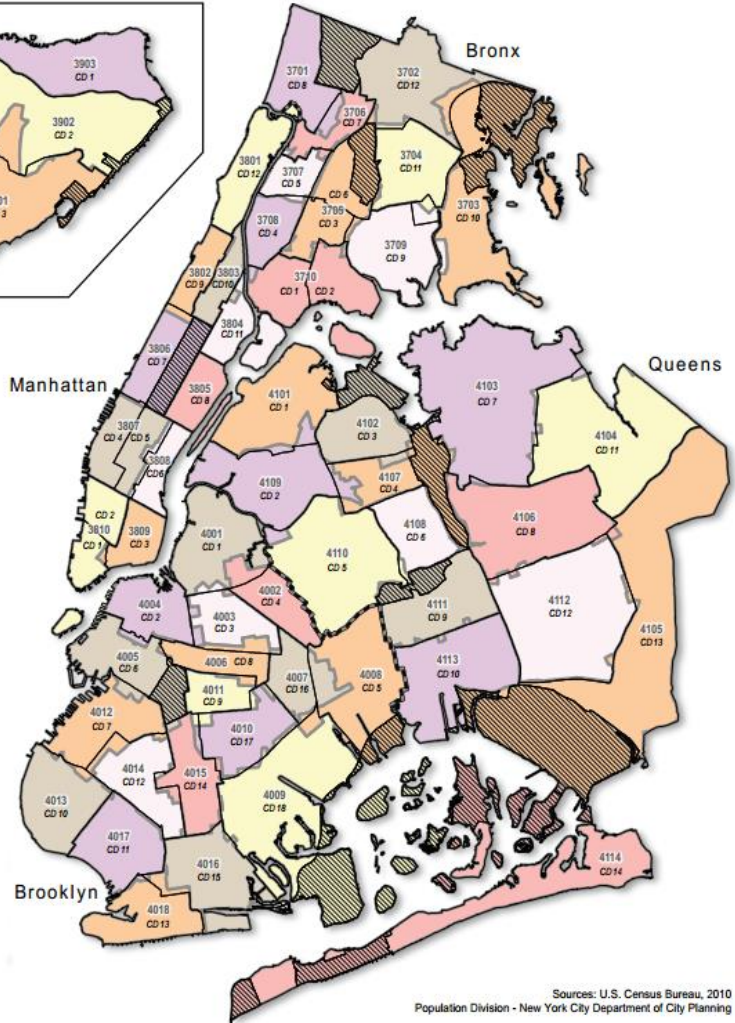 3903
CD 1
3902
CD 2
01
3
Bronx
3701
CD 8
3702
CD 12
3706
CD 7
3704
CD 11
3801
CD 12
3707
CD 5
CD 6
3705
CD 3
3703
CD 10
3708
CD 4
3709
CD 9
3802
CD 9
3803
CD 10
3710
CD 1
CD 2
3804
CD 11
3806
CD 7
Manhattan
3805
CD 8
4101
CD 1
4103
CD 7
Queens
3807
CD 4
CD 5
4102
CD 3
4104
CD 11
3808
CD 6
4107
CD 4
4109
CD 2
CD 2
3810
CD 1
3809
CD 3
4001
CD 1
4108
CD 6
4106
CD 8
4110
CD 5
4004
CD 2
4002
CD 4
4003
CD 3
4111
CD 9
4112
CD 12
4105
CD 13
4005
CD 6
4006
CD 8
4007
CD 16
4008
CD 5
4113
CD 10
4011
CD 9
4012
CD 7
4010
CD 17
4014
CD 12
4015
CD 14
4009
CD 18
4013
CD 10
4017
CD 11
4016
CD 15
4114
CD 14
Brooklyn
4018
CD 13
Sources: U.S. Census Bureau, 2010
Population Division - New York City Department of City Planning